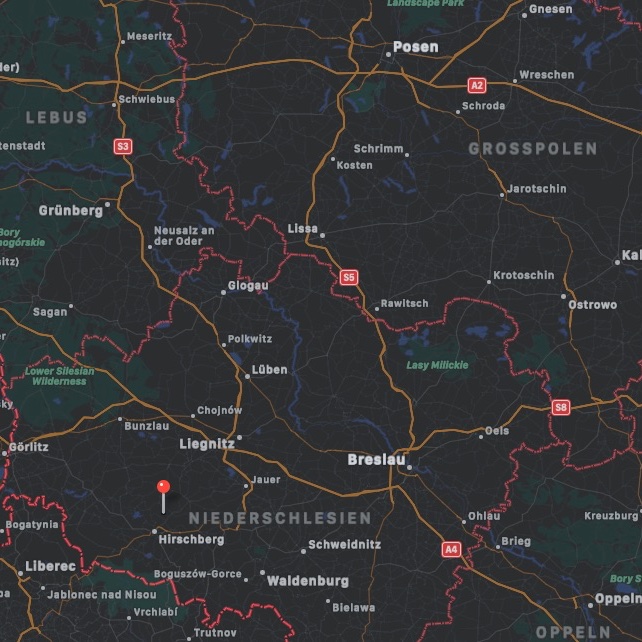 Landscape Park
Gnesen
Meseritz
Posen
der)
A2
Wreschen
Schwiebus
Schroda
LEBUS
S3
tenstadt
Schrimm
GROSSPOLEN
Kosten
Jarotschin
Grünberg
Bory
nogórskie
Neusalz an
der Oder
Lissa
Kal
itz)
S5
Krotoschin
Glogau
Rawitsch
Ostrowo
Sagan
Polkwitz
Lasy Milickie
Lower Silesian
Wilderness
Lüben
S8
sky
Chojnów
Bunzlau
Liegnitz
Oels
Görlitz
Breslau
Jauer
NIEDERSCHLESIEN
Ohlau
Kreuzburg
Bogatynia
Hirschberg
Schweidnitz
A4
Brieg
Liberec
Boguszów-Gorce
Waldenburg
Bory S
Jablonec nad Nisou
Bielawa
Oppeln
Vrchlabí
Trutnov
OPPELN